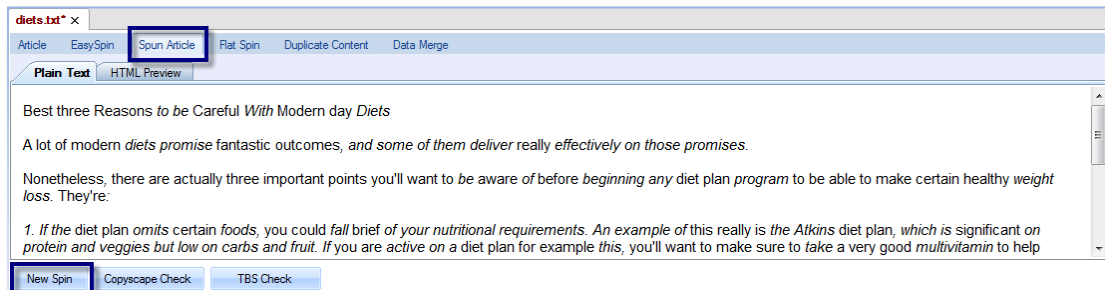 diets.txt* ×
Article EasySpin Spun Article Flat Spin Duplicate Content Data Merge
Plain Text HTML Preview
Best three Reasons to be Careful With Modern day Diets
A lot of modern diets promise fantastic outcomes, and some of them deliver really effectively on those promises.
Nonetheless, there are actually three important points you'll want to be aware of before beginning any diet plan program to be able to make certain healthy weight
loss. They're:
1. If the diet plan omits certain foods, you could fall brief of your nutritional requirements. An example of this really is the Atkins diet plan, which is significant on
protein and veggies but low on carbs and fruit. If you are active on a diet plan for example this, you'll want to make sure to take a very good multivitamin to help
New Spin Copyscape Check TBS Check